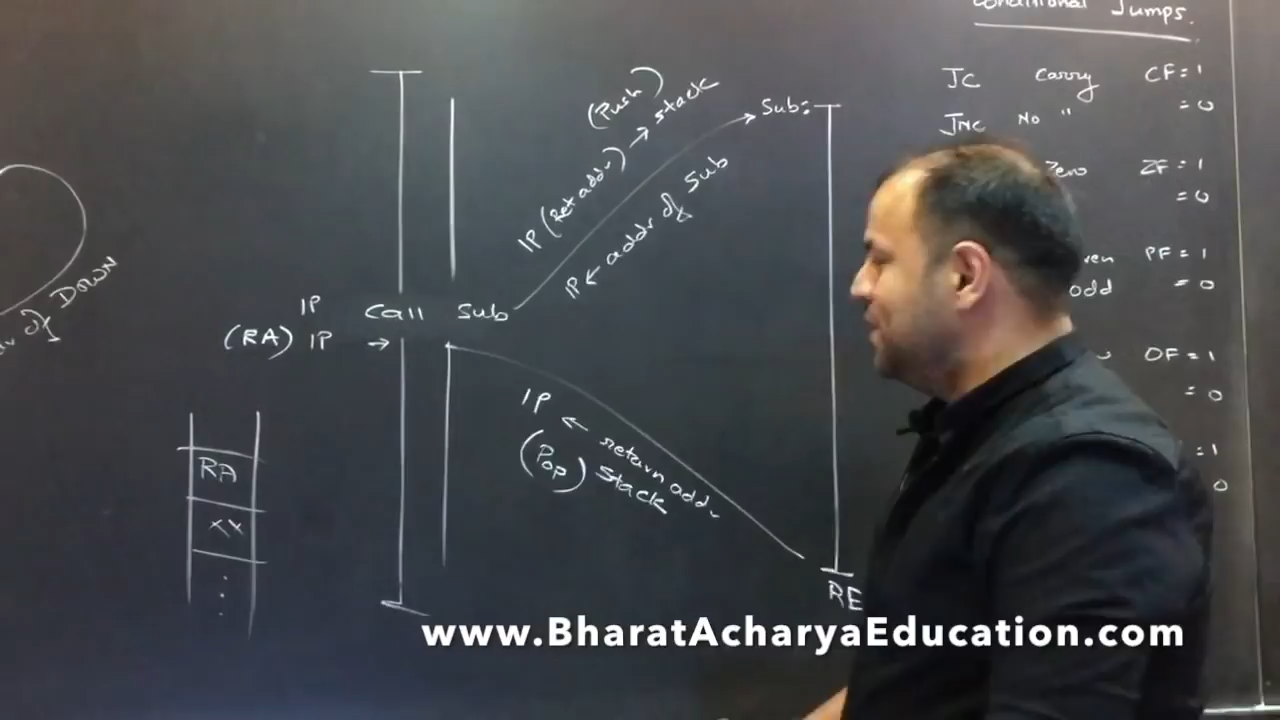 Conditional Jumps.
JC Carry CF = 1
JNC No " = 0
Zero ZF = 1
= 0
PF = 1
odd = 0
OF = 1
= 0
= 1
0
of DOWN
Sub:
(Push)
IP (Ret addr) → stack
IP ← addr of Sub
IP Call Sub
(RA) IP →
IP ← return addr
(Pop) stack
RA
XX
RE
www.BharatAcharyaEducation.com